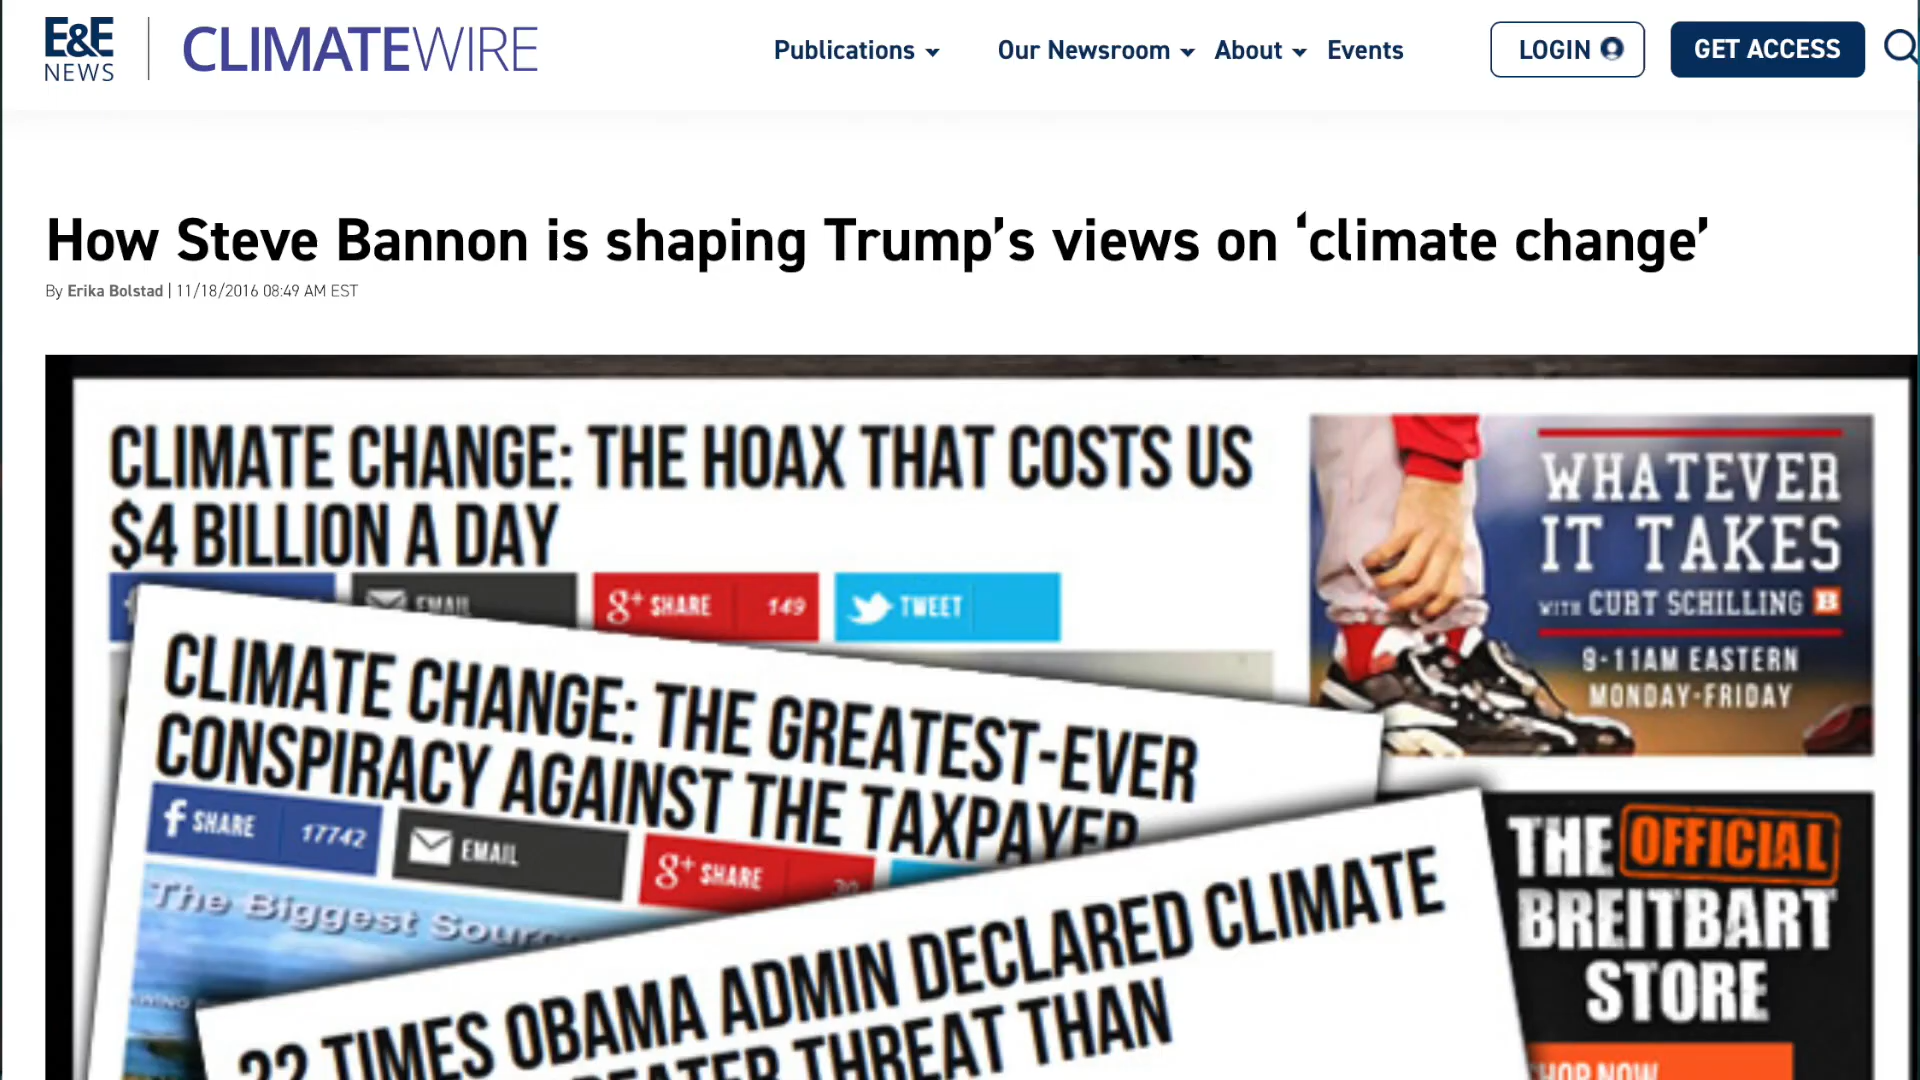 E&E
NEWS
CLIMATEWIRE
Publications
Our Newsroom
About
Events
LOGIN
GET ACCESS
How Steve Bannon is shaping Trump’s views on ‘climate change’
By Erika Bolstad | 11/18/2016 08:49 AM EST
CLIMATE CHANGE: THE HOAX THAT COSTS US
$4 BILLION A DAY
EMAIL
g+ SHARE 149
TWEET
WHATEVER
IT TAKES
WITH CURT SCHILLING B
9-11AM EASTERN
MONDAY-FRIDAY
CLIMATE CHANGE: THE GREATEST-EVER
CONSPIRACY AGAINST THE TAXPAYER
f SHARE 17742
EMAIL
g+ SHARE
The Biggest
THE OFFICIAL
BREITBART
STORE
SHOP NOW
22 TIMES OBAMA ADMIN DECLARED CLIMATE
THREAT THAN